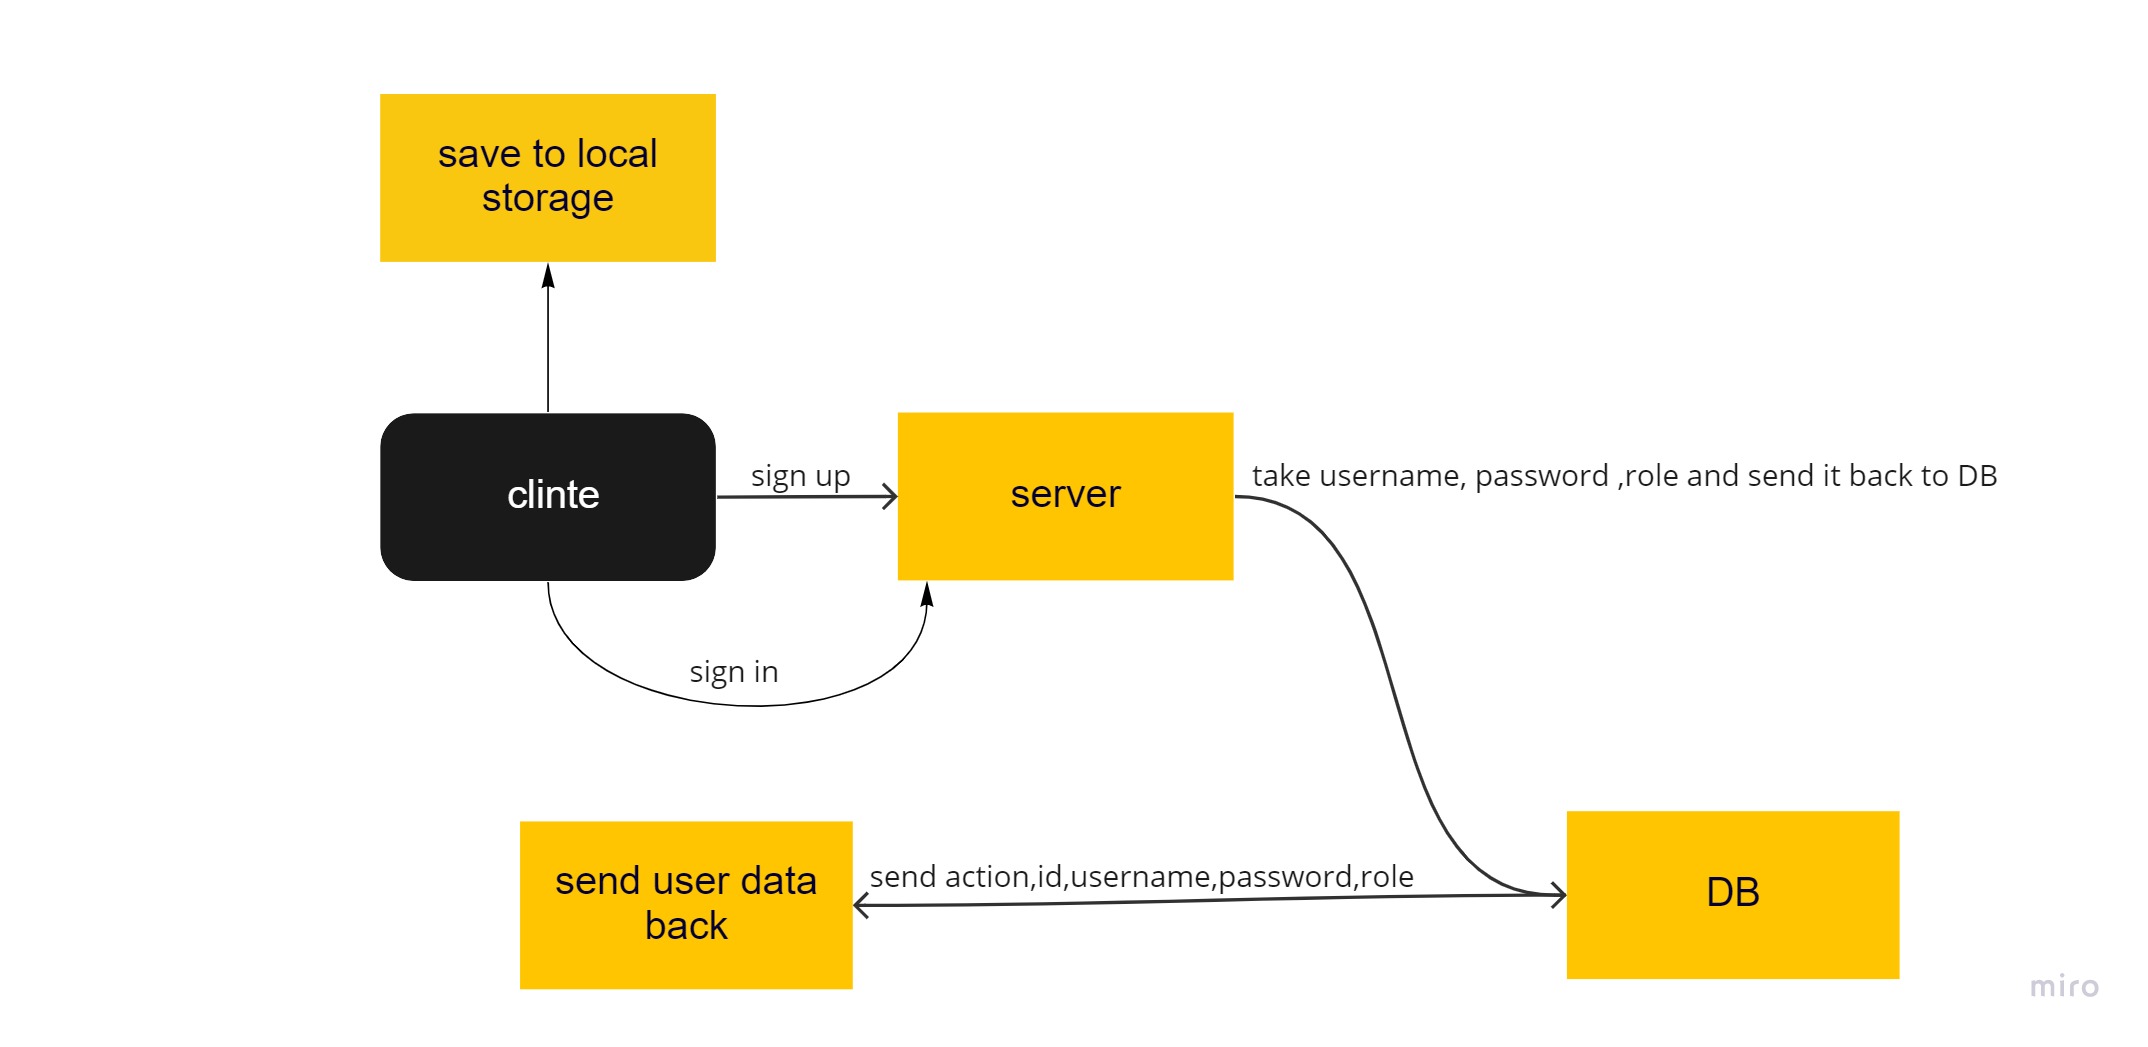 save to local
storage
clinte
sign up
server
take username, password ,role and send it back to DB
sign in
send user data
back
send action,id,username,password,role
DB
miro